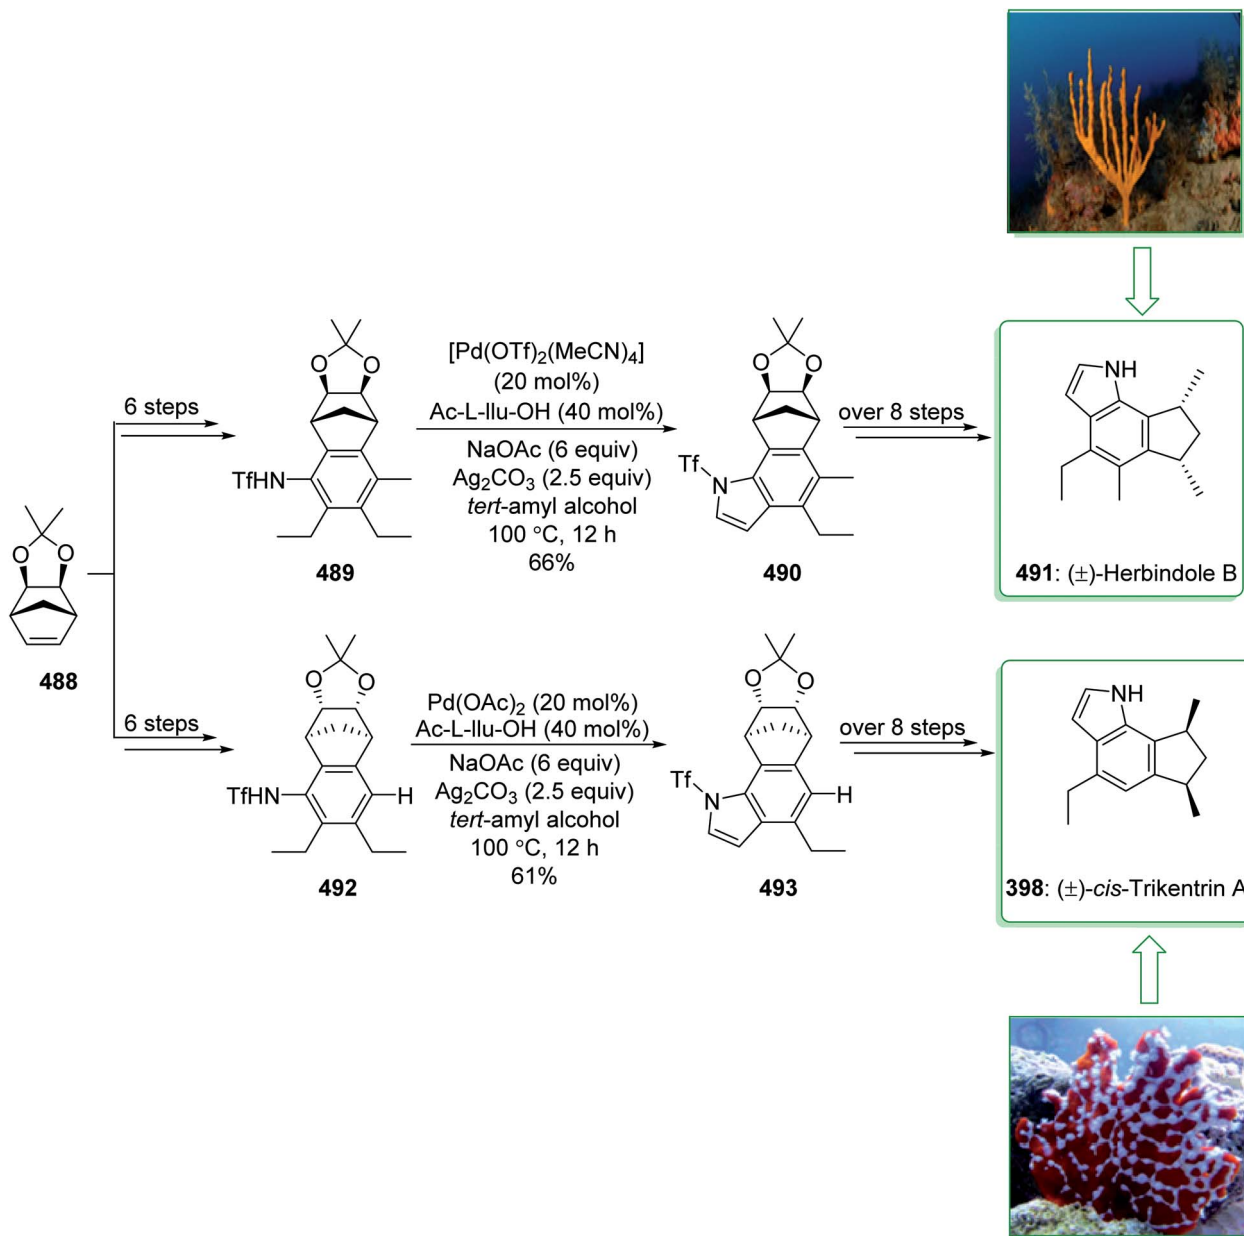 O O
6 steps
TfHN
489
[Pd(OTf)2(MeCN)4]
(20 mol%)
Ac-L-Ilu-OH (40 mol%)
NaOAc (6 equiv)
Ag2CO3 (2.5 equiv)
tert-amyl alcohol
100 °C, 12 h
66%
O O
Tf
N
490
over 8 steps
NH
491: (±)-Herbindole B
O O
488
6 steps
O O
TfHN
H
492
Pd(OAc)2 (20 mol%)
Ac-L-Ilu-OH (40 mol%)
NaOAc (6 equiv)
Ag2CO3 (2.5 equiv)
tert-amyl alcohol
100 °C, 12 h
61%
O O
Tf
N
H
493
over 8 steps
NH
398: (±)-cis-Trikentrin A